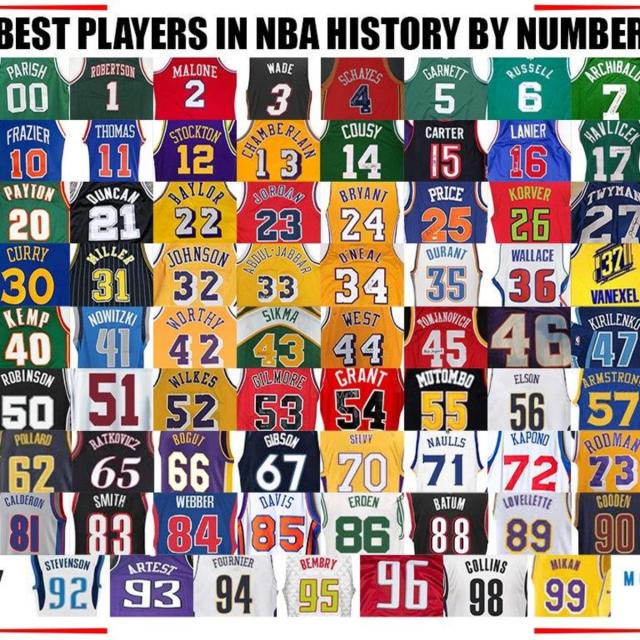 BEST PLAYERS IN NBA HISTORY BY NUMBER
PARISH ROBERTSON MALONE WADE SCHAYES GARNETT RUSSELL ARCHIBAL
00 1 2 3 4 5 6 7
FRAZIER THOMAS STOCKTON CHAMBERLAIN COUSY CARTER LANIER HAVLICEK
10 11 12 13 14 15 16 17
PAYTON DUNCAN BAYLOR JORDAN BRYANT PRICE KORVER TWYMAN
20 21 22 23 24 25 26 27
CURRY MILLER JOHNSON ABDUL-JABBAR O'NEAL DURANT WALLACE 37
30 31 32 33 34 35 36 VANEXEL
KEMP NOWITZKI WORTHY SIKMA WEST TOMJANOVICH KIRILENK
40 41 42 43 44 45 46 47
ROBINSON WILKES GILMORE GRANT MUTOMBO ELSON ARMSTRONG
50 51 52 53 54 55 56 57
POLLARD RATKOVICZ BOGUT GIBSON SELVY NAULLS KAPONO RODMAN
62 65 66 67 70 71 72 73
CALDERON SMITH WEBBER DAVIS ERDEN BATUM LOVELLETTE GOODEN
81 83 84 85 86 88 89 90
STEVENSON ARTEST FOURNIER BEMBRY COLLINS MIKAN
92 93 94 95 96 98 99